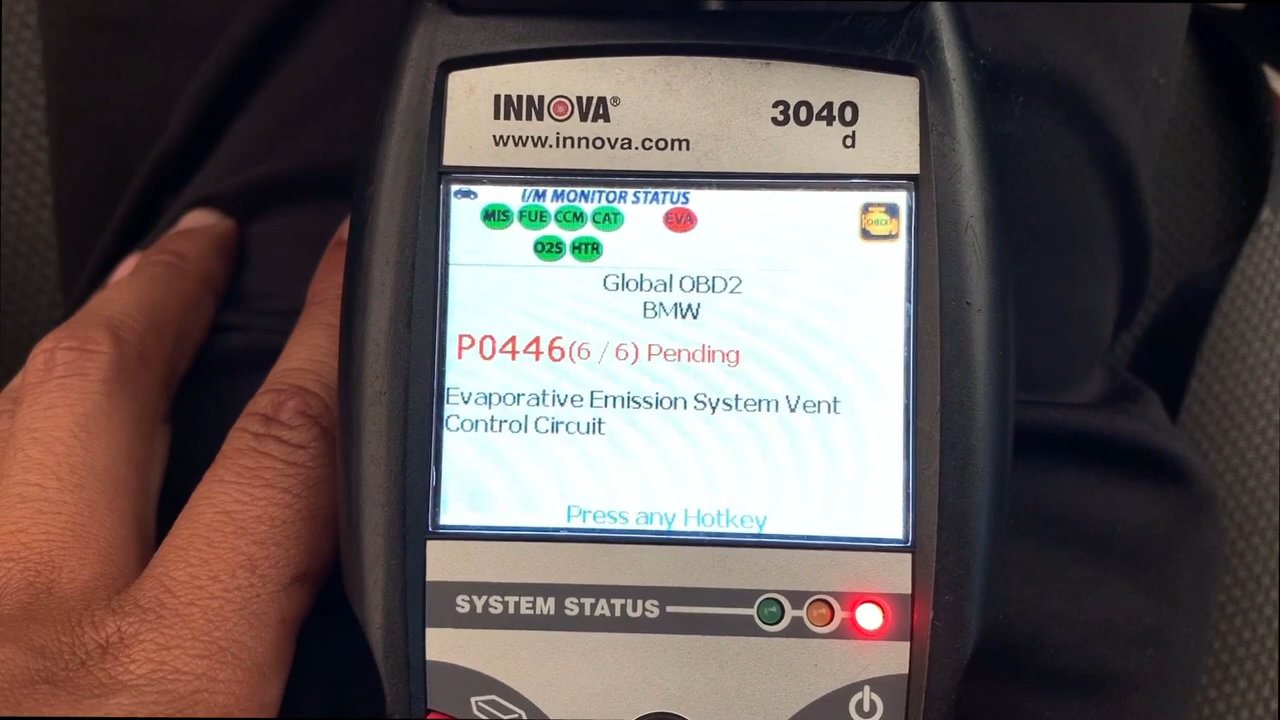 INNOVA®
3040
www.innova.com
d
I/M MONITOR STATUS
MIS FUE CCM CAT EVA
CHECK
O2S HTR
Global OBD2
BMW
P0446(6 / 6) Pending
Evaporative Emission System Vent
Control Circuit
Press any Hotkey
SYSTEM STATUS